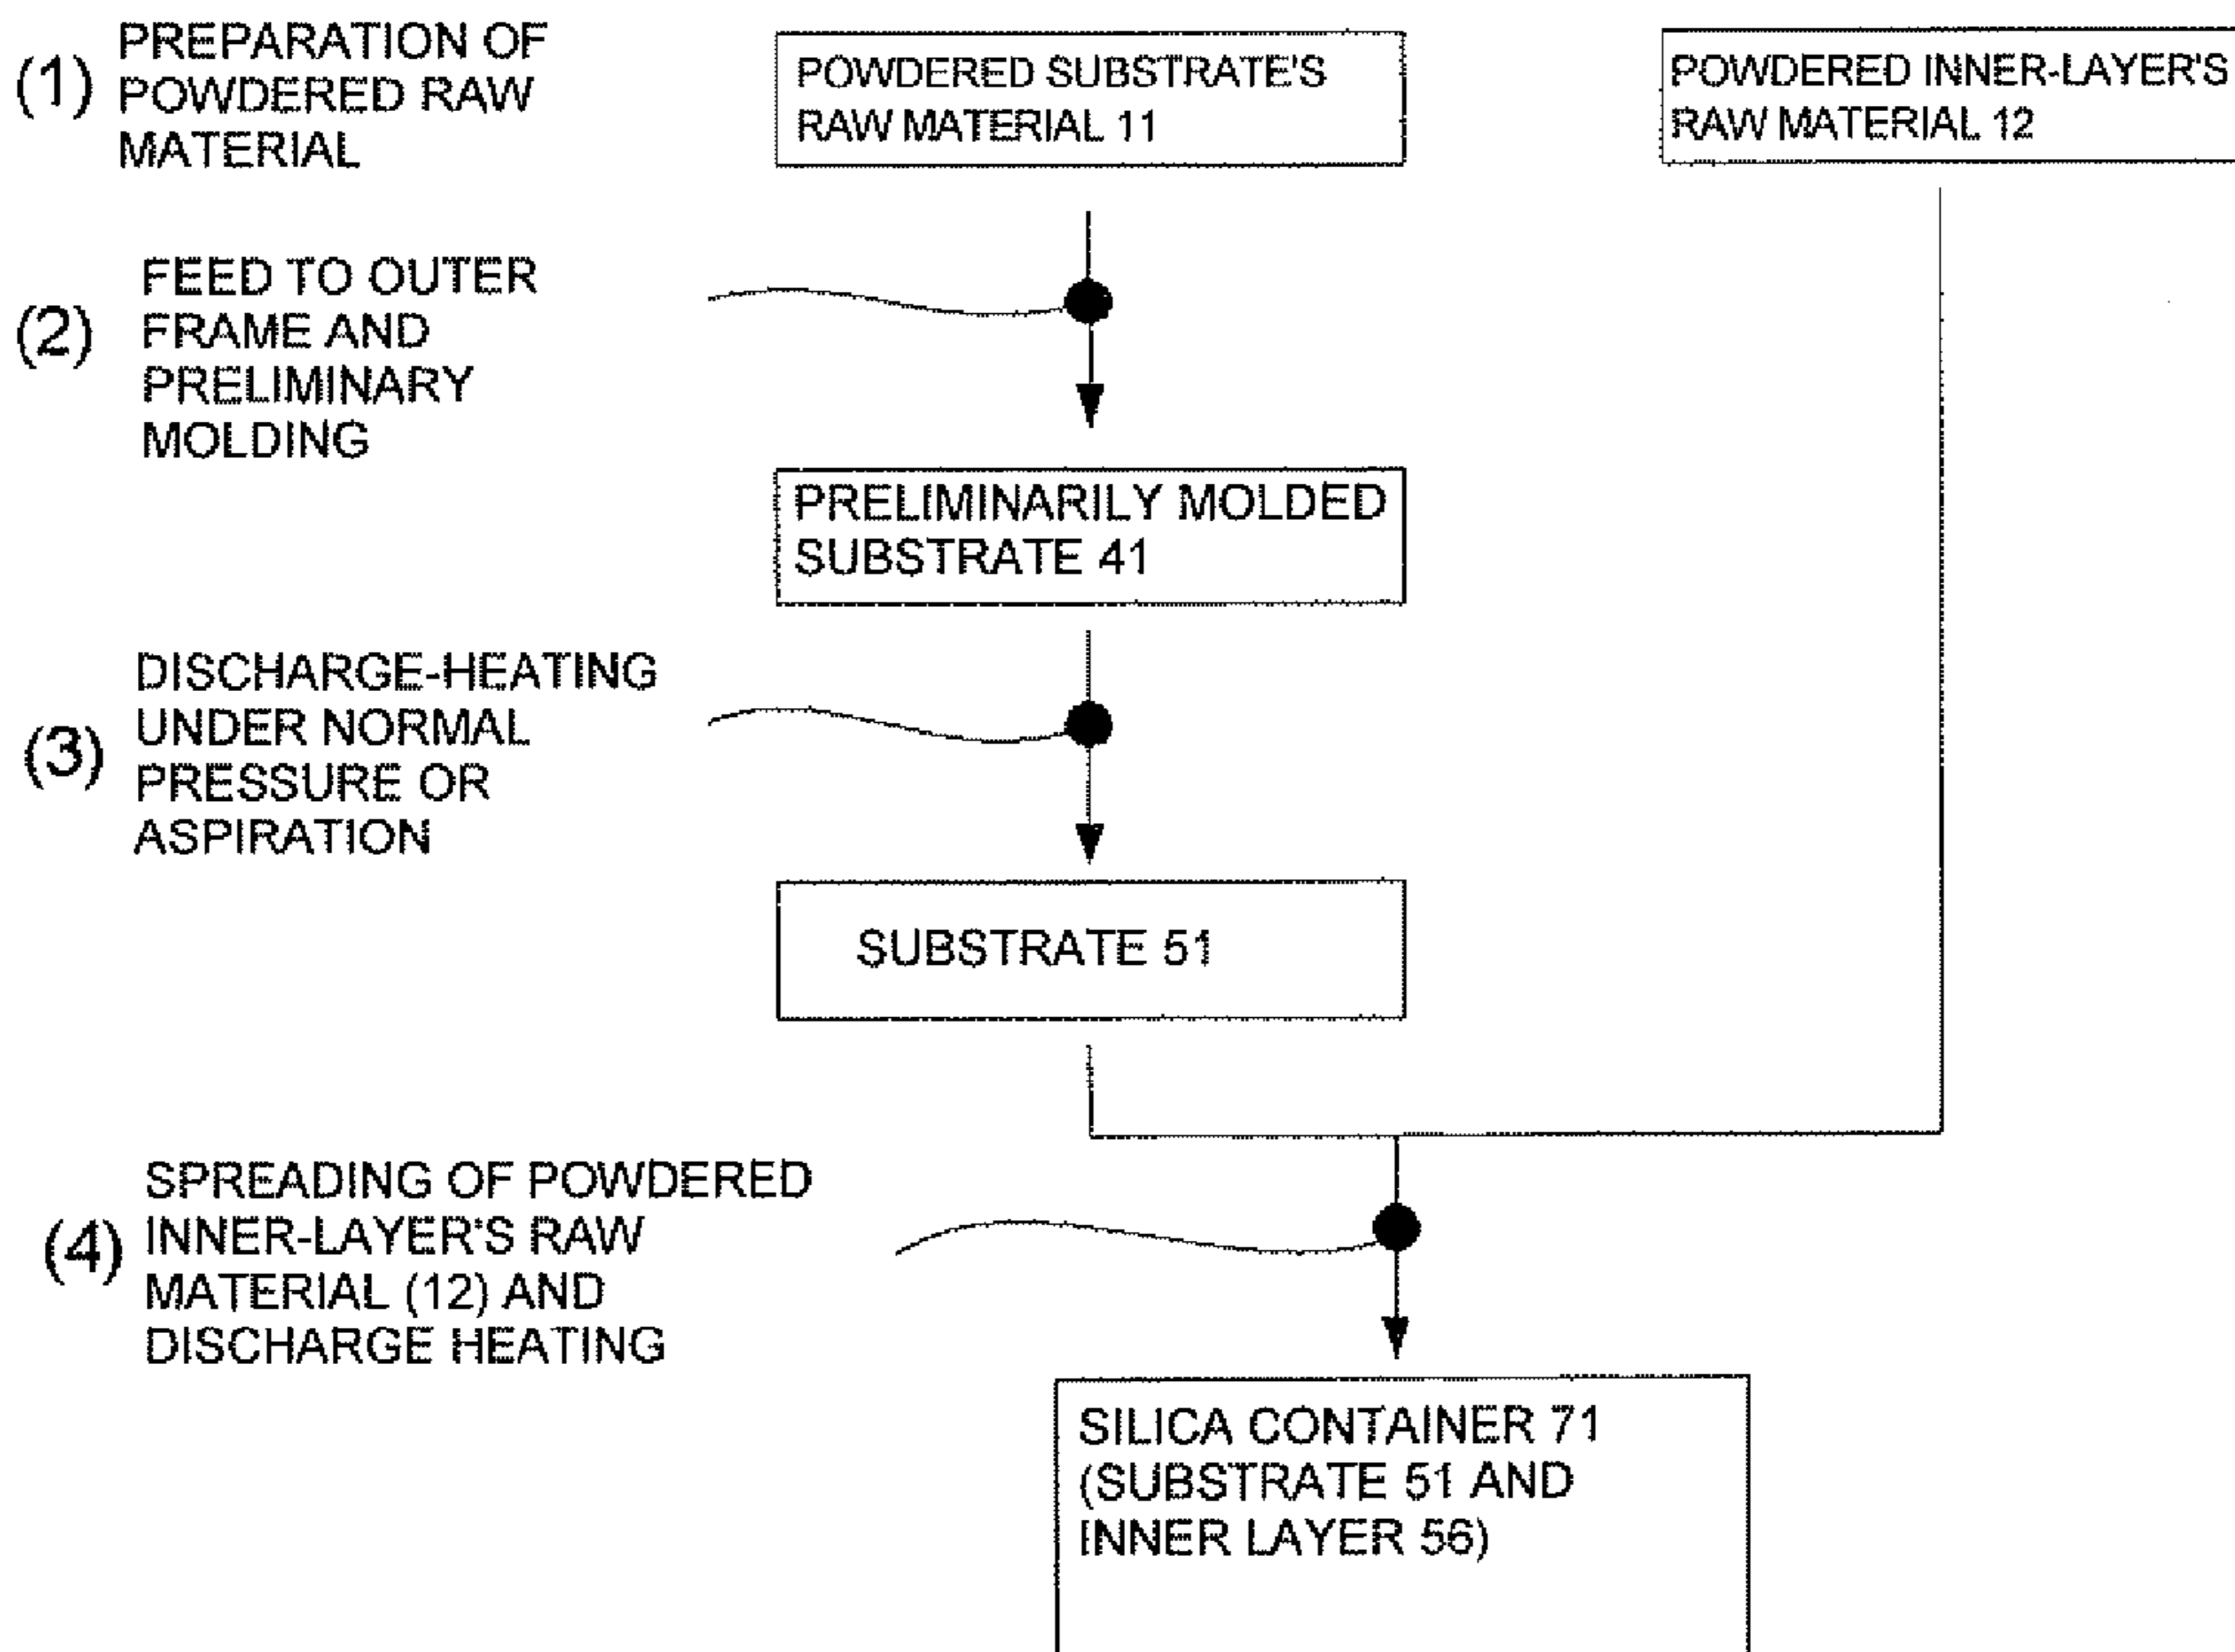 (1) PREPARATION OF
POWDERED RAW
MATERIAL
POWDERED SUBSTRATE'S
RAW MATERIAL 11
POWDERED INNER-LAYER'S
RAW MATERIAL 12
(2) FEED TO OUTER
FRAME AND
PRELIMINARY
MOLDING
PRELIMINARILY MOLDED
SUBSTRATE 41
(3) DISCHARGE-HEATING
UNDER NORMAL
PRESSURE OR
ASPIRATION
SUBSTRATE 51
(4) SPREADING OF POWDERED
INNER-LAYER'S RAW
MATERIAL (12) AND
DISCHARGE HEATING
SILICA CONTAINER 71
(SUBSTRATE 51 AND
INNER LAYER 56)